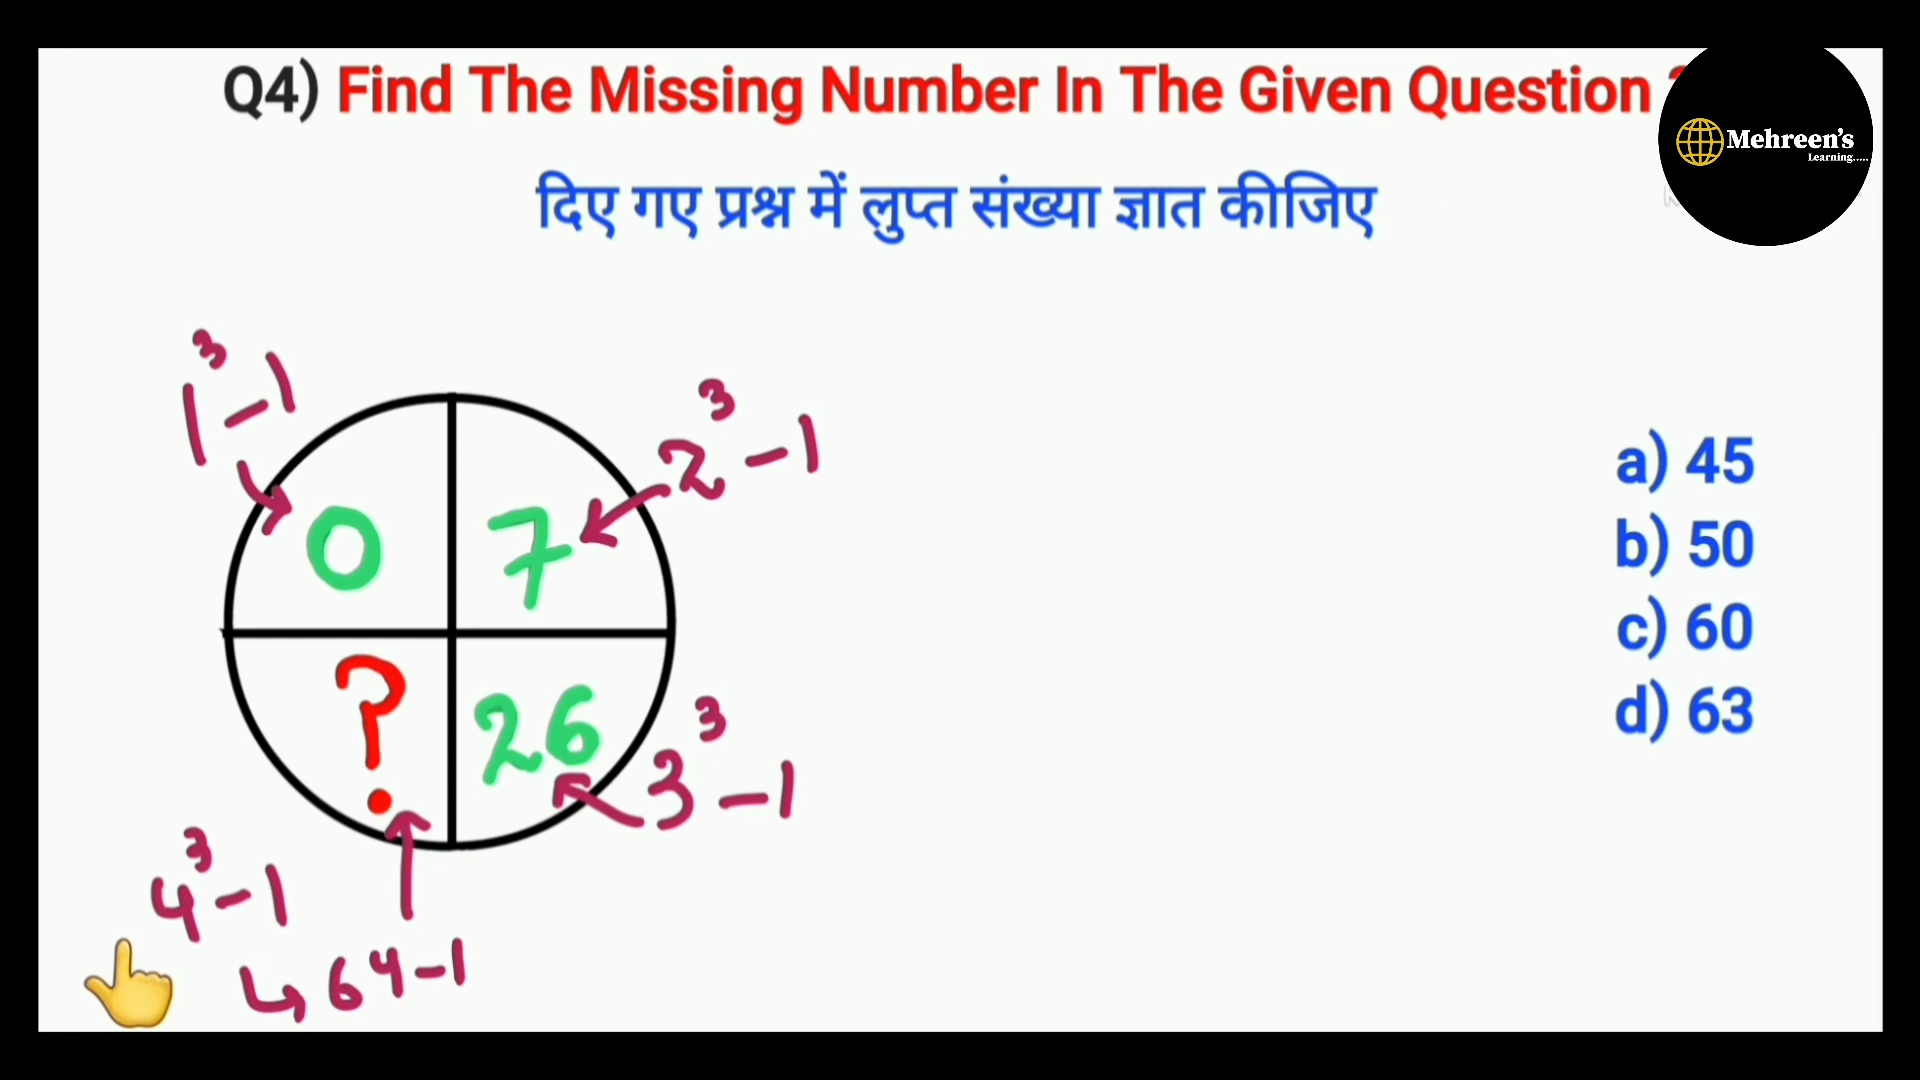 Q4) Find The Missing Number In The Given Question
Mehreen's
Learning.....
दिए गए प्रश्न में लुप्त संख्या ज्ञात कीजिए
1³-1
2³-1
0
7
?
26
3³-1
4³-1
↳ 64-1
a) 45
b) 50
c) 60
d) 63